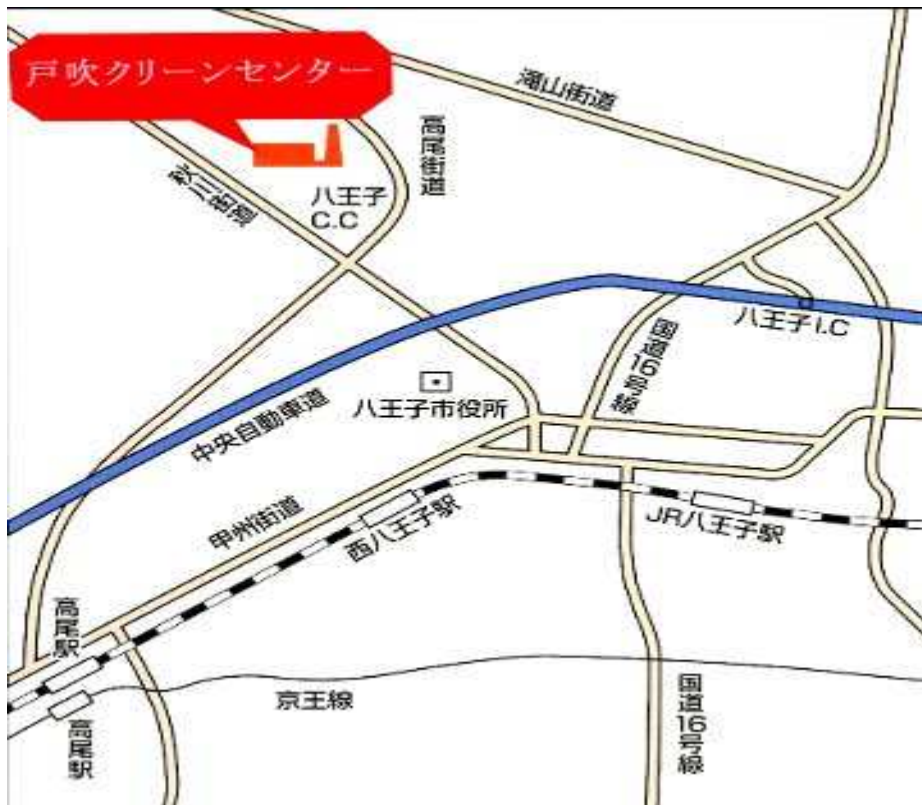 戸吹クリーンセンター
滝山街道
高尾街道
秋川街道
八王子
C.C
八王子I.C
国道16号線
八王子市役所
中央自動車道
甲州街道
西八王子駅
JR八王子駅
高尾駅
京王線
国道16号線
高尾駅